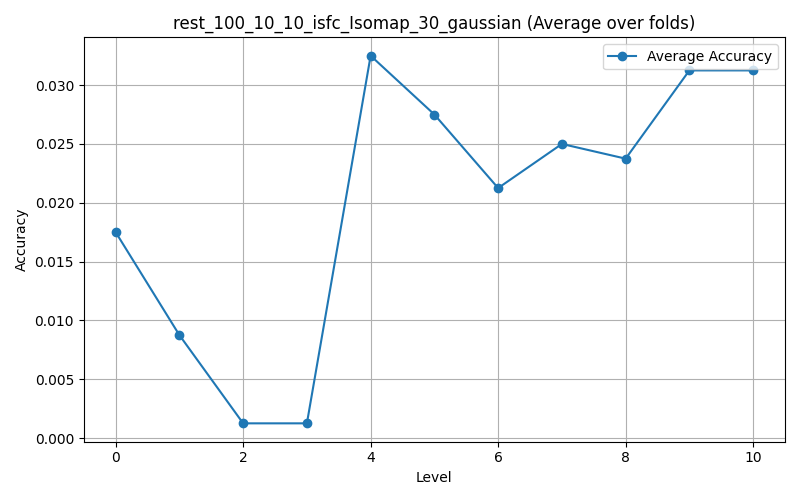 rest_100_10_10_isfc_Isomap_30_gaussian (Average over folds)
Average Accuracy
Accuracy
0.030
0.025
0.020
0.015
0.010
0.005
0.000
0 2 4 6 8 10
Level